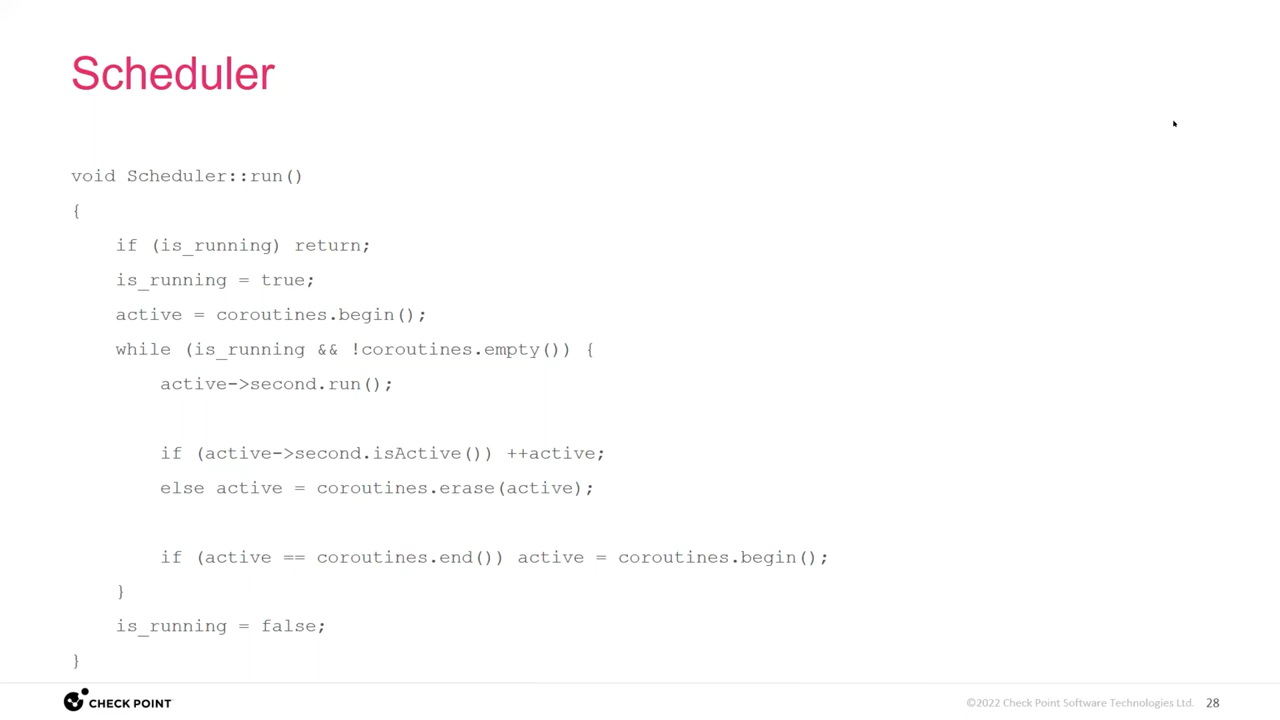 Scheduler
void Scheduler::run()
{
    if (is_running) return;
    is_running = true;
    active = coroutines.begin();
    while (is_running && !coroutines.empty()) {
        active->second.run();
        if (active->second.isActive()) ++active;
        else active = coroutines.erase(active);
        if (active == coroutines.end()) active = coroutines.begin();
    }
    is_running = false;
}
CHECK POINT
©2022 Check Point Software Technologies Ltd. 28